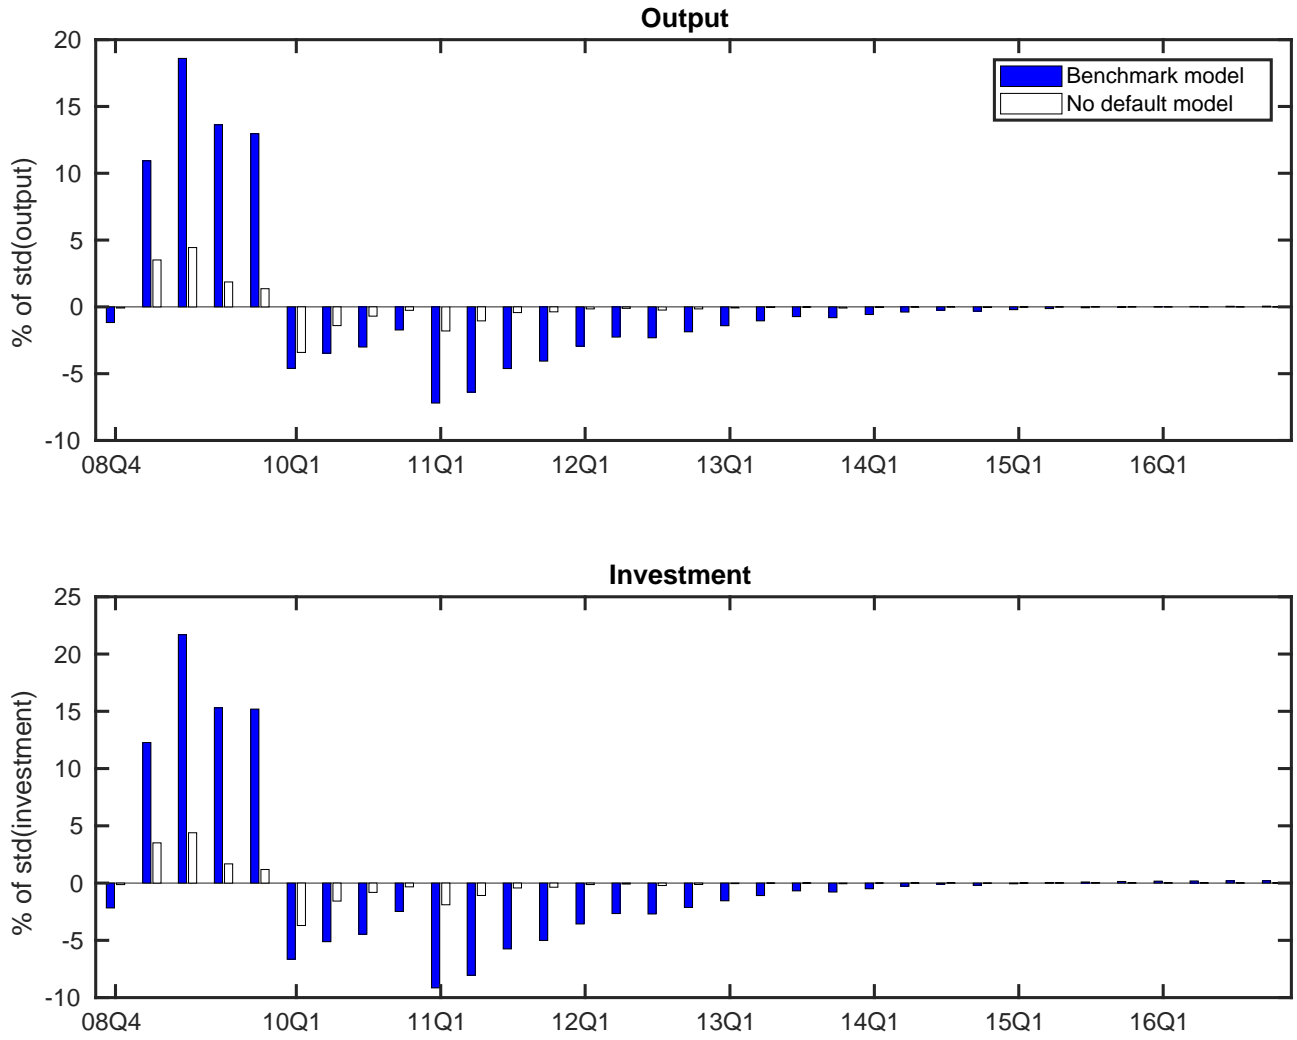 Output
% of std(output)
20
15
10
5
0
-5
-10
Benchmark model
No default model
08Q4 10Q1 11Q1 12Q1 13Q1 14Q1 15Q1 16Q1
Investment
% of std(investment)
25
20
15
10
5
0
-5
-10
08Q4 10Q1 11Q1 12Q1 13Q1 14Q1 15Q1 16Q1